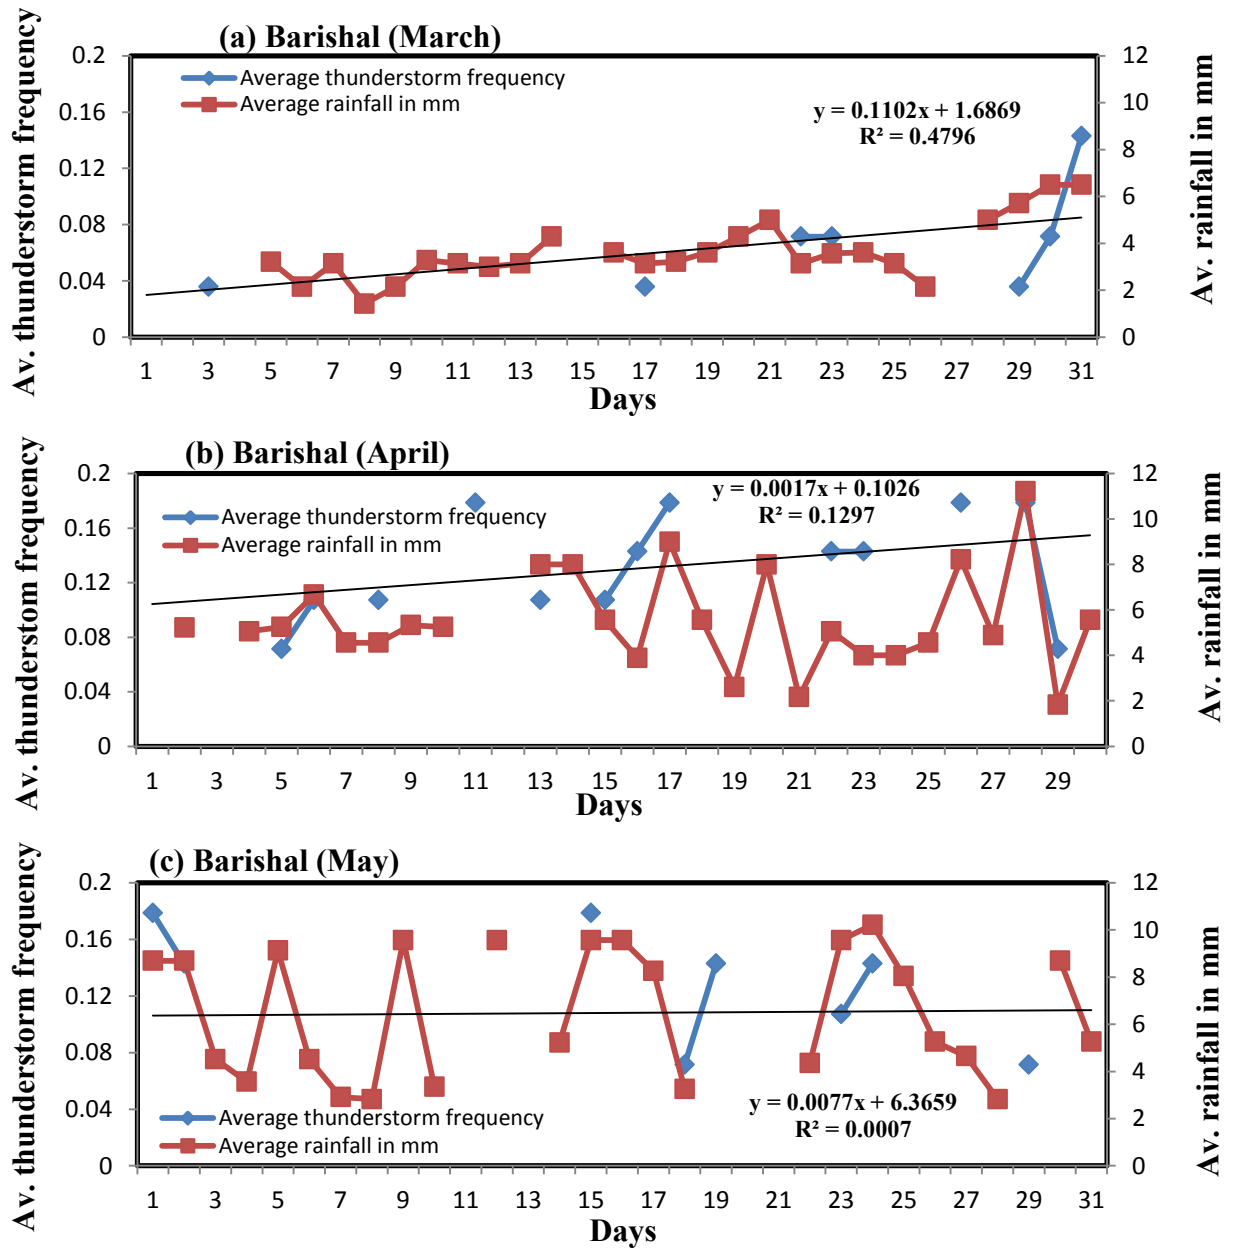 (a) Barishal (March)
Av. thunderstorm frequency
0.2
0.16
0.12
0.08
0.04
0
Average thunderstorm frequency
Average rainfall in mm
y = 0.1102x + 1.6869
R² = 0.4796
12
10
8
6
4
2
0
Av. rainfall in mm
1 3 5 7 9 11 13 15 17 19 21 23 25 27 29 31
Days
(b) Barishal (April)
Av. thunderstom frequency
0.2
0.16
0.12
0.08
0.04
0
Average thunderstorm frequency
Average rainfall in mm
y = 0.0017x + 0.1026
R² = 0.1297
12
10
8
6
4
2
0
Av. rainfall in mm
1 3 5 7 9 11 13 15 17 19 21 23 25 27 29
Days
(c) Barishal (May)
Av. thunderstorm frequency
0.2
0.16
0.12
0.08
0.04
0
Average thunderstorm frequency
Average rainfall in mm
y = 0.0077x + 6.3659
R² = 0.0007
12
10
8
6
4
2
0
Av. rainfall in mm
1 3 5 7 9 11 13 15 17 19 21 23 25 27 29 31
Days